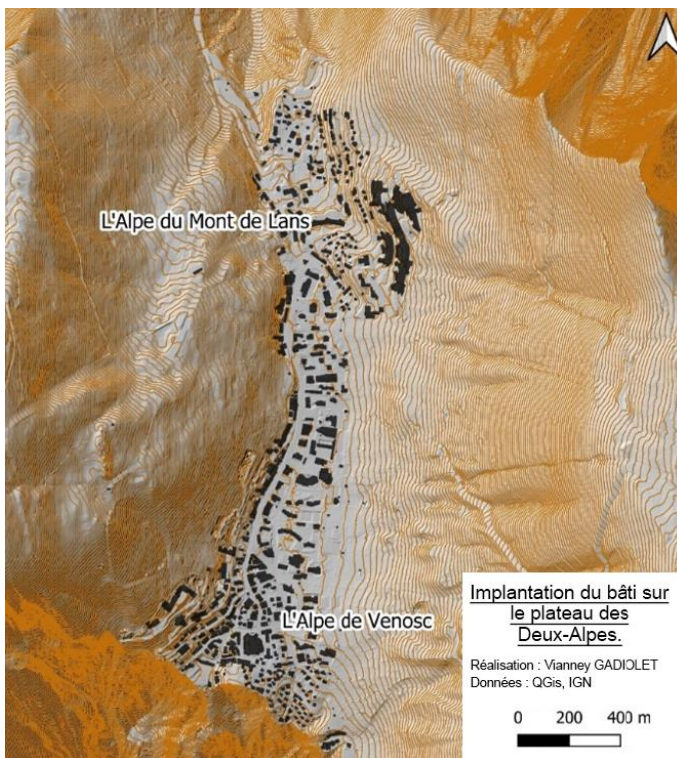 L'Alpe du Mont de Lans
L'Alpe de Venosc
Implantation du bâti sur
le plateau des
Deux-Alpes.
Réalisation : Vianney GADIOLET
Données : QGis, IGN
0 200 400 m